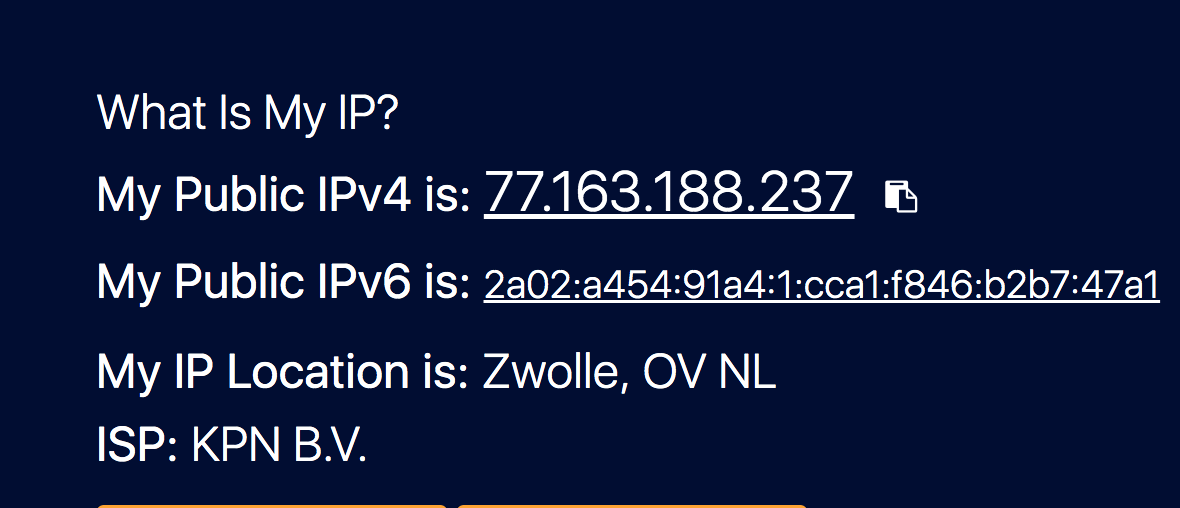 What Is My IP?
My Public IPv4 is: 77.163.188.237
My Public IPv6 is: 2a02:a454:91a4:1:cca1:f846:b2b7:47a1
My IP Location is: Zwolle, OV NL
ISP: KPN B.V.